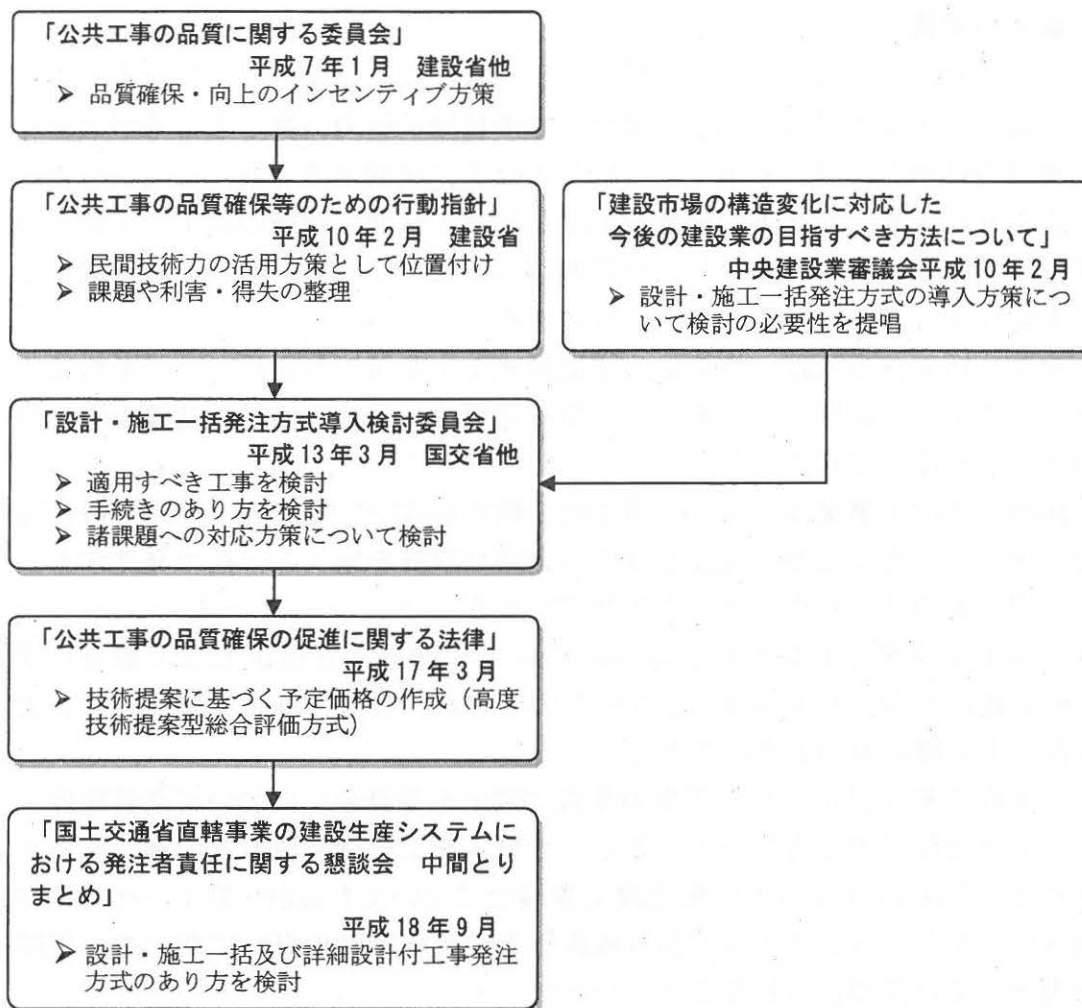 「公共工事の品質に関する委員会」
平成7年1月 建設省他
➢ 品質確保・向上のインセンティブ方策
「公共工事の品質確保等のための行動指針」
平成10年2月 建設省
➢ 民間技術力の活用方策として位置付け
➢ 課題や利害・得失の整理
「建設市場の構造変化に対応した
今後の建設業の目指すべき方法について」
中央建設業審議会平成10年2月
➢ 設計・施工一括発注方式の導入方策につ
いて検討の必要性を提唱
「設計・施工一括発注方式導入検討委員会」
平成13年3月 国交省他
➢ 適用すべき工事を検討
➢ 手続きのあり方を検討
➢ 諸課題への対応方策について検討
「公共工事の品質確保の促進に関する法律」
平成17年3月
➢ 技術提案に基づく予定価格の作成（高度
技術提案型総合評価方式）
「国土交通省直轄事業の建設生産システムに
おける発注者責任に関する懇談会 中間とり
まとめ」
平成18年9月
➢ 設計・施工一括及び詳細設計付工事発注
方式のあり方を検討